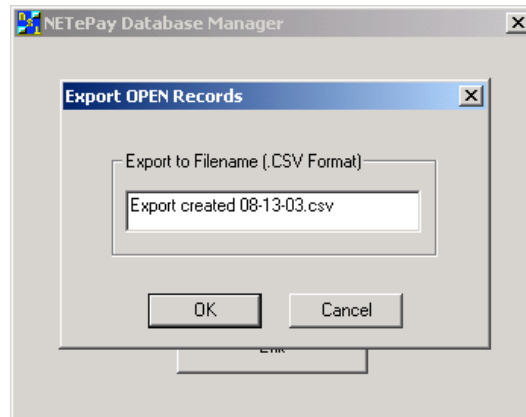 NETePay Database Manager
Export OPEN Records
Export to Filename (.CSV Format)
Export created 08-13-03.csv
OK Cancel